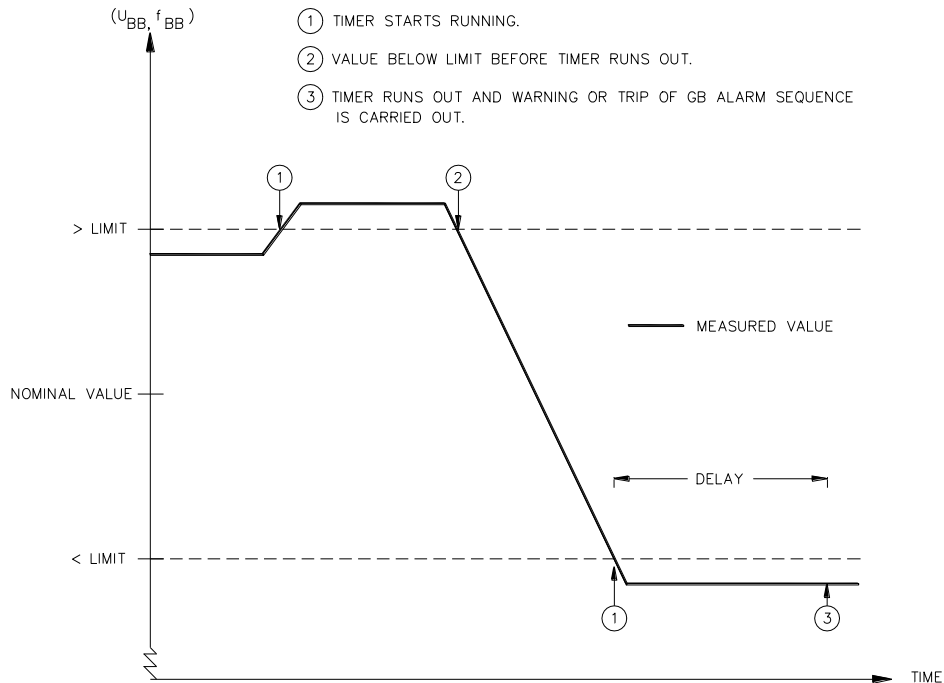 (U_BB, f_BB)
1 TIMER STARTS RUNNING.
2 VALUE BELOW LIMIT BEFORE TIMER RUNS OUT.
3 TIMER RUNS OUT AND WARNING OR TRIP OF GB ALARM SEQUENCE
IS CARRIED OUT.
1
2
> LIMIT
MEASURED VALUE
NOMINAL VALUE
DELAY
< LIMIT
1
3
TIME